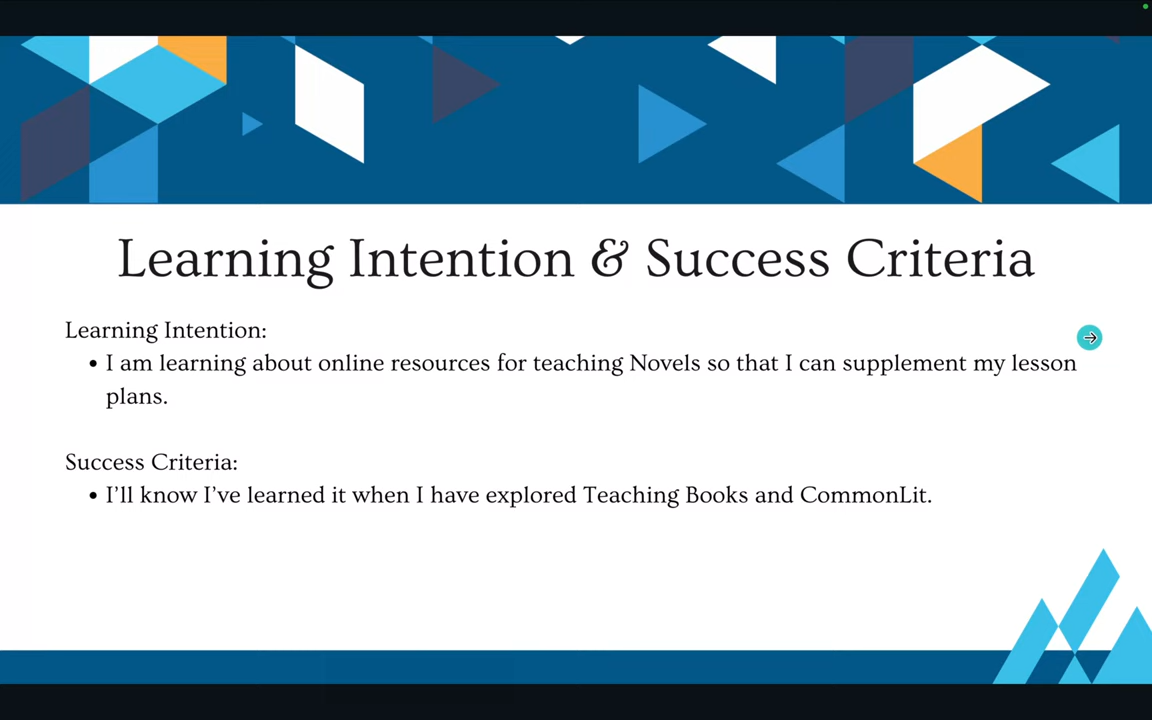 Learning Intention & Success Criteria
Learning Intention:
• I am learning about online resources for teaching Novels so that I can supplement my lesson
plans.
Success Criteria:
• I’ll know I’ve learned it when I have explored Teaching Books and CommonLit.